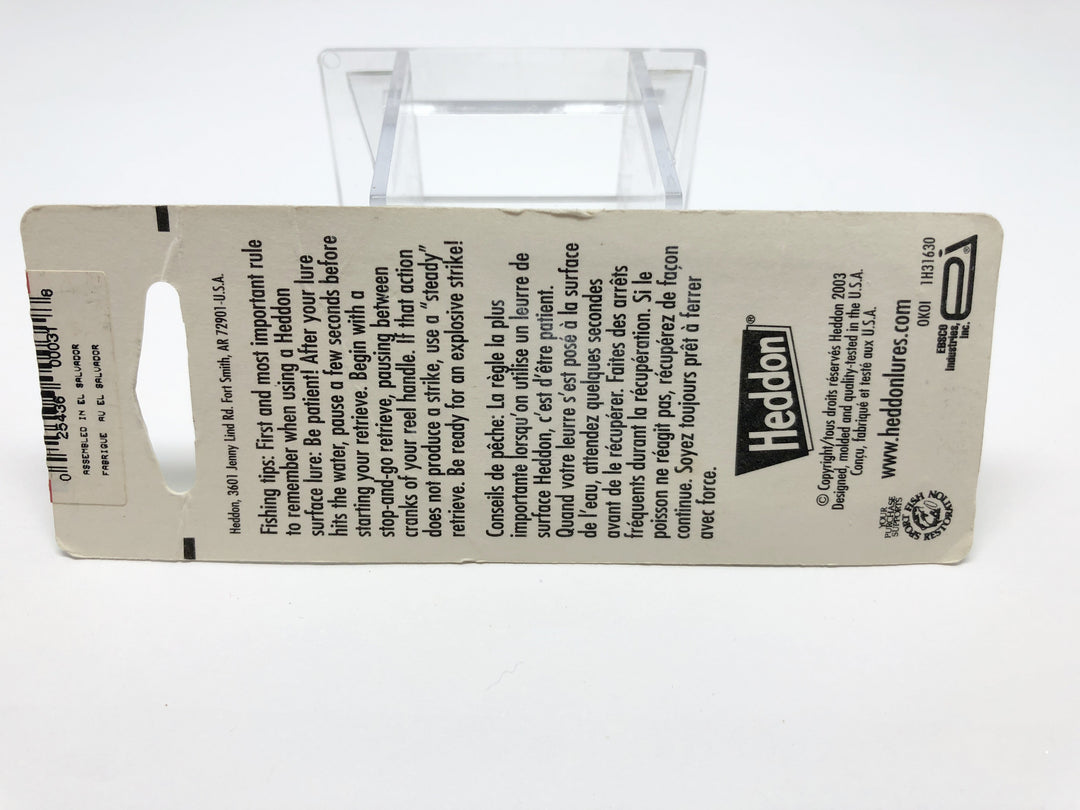 0 25436 00031 8
ASSEMBLED IN EL SALVADOR
FABRIQUE AU EL SALVADOR
Heddon, 3601 Jenny Lind Rd. Fort Smith, AR 72901-U.S.A.
Fishing tips: First and most important rule
to remember when using a Heddon
surface lure: Be patient! After your lure
hits the water, pause a few seconds before
starting your retrieve. Begin with a
stop-and-go retrieve, pausing between
cranks of your reel handle. If that action
does not produce a strike, use a "steady"
retrieve. Be ready for an explosive strike!
Conseils de pêche: La règle la plus
importante lorsqu'on utilise un leurre de
surface Heddon, c'est d'être patient.
Quand votre leurre s'est posé à la surface
de l'eau, attendez quelques secondes
avant de le récupérer. Faites des arrêts
fréquents durant la récupération. Si le
poisson ne réagit pas, récupérez de façon
continue. Soyez toujours prêt à ferrer
avec force.
Heddon®
© Copyright/tous droits réservés Heddon 2003
Designed, molded and quality-tested in the U.S.A.
Conçu, fabriqué et testé aux U.S.A.
www.heddonlures.com
YOUR
PURCHASE
SUPPORTS
SPORT FISH RESTORATION
OKOI 1H31630
EBSCO
Industries,
Inc.
®